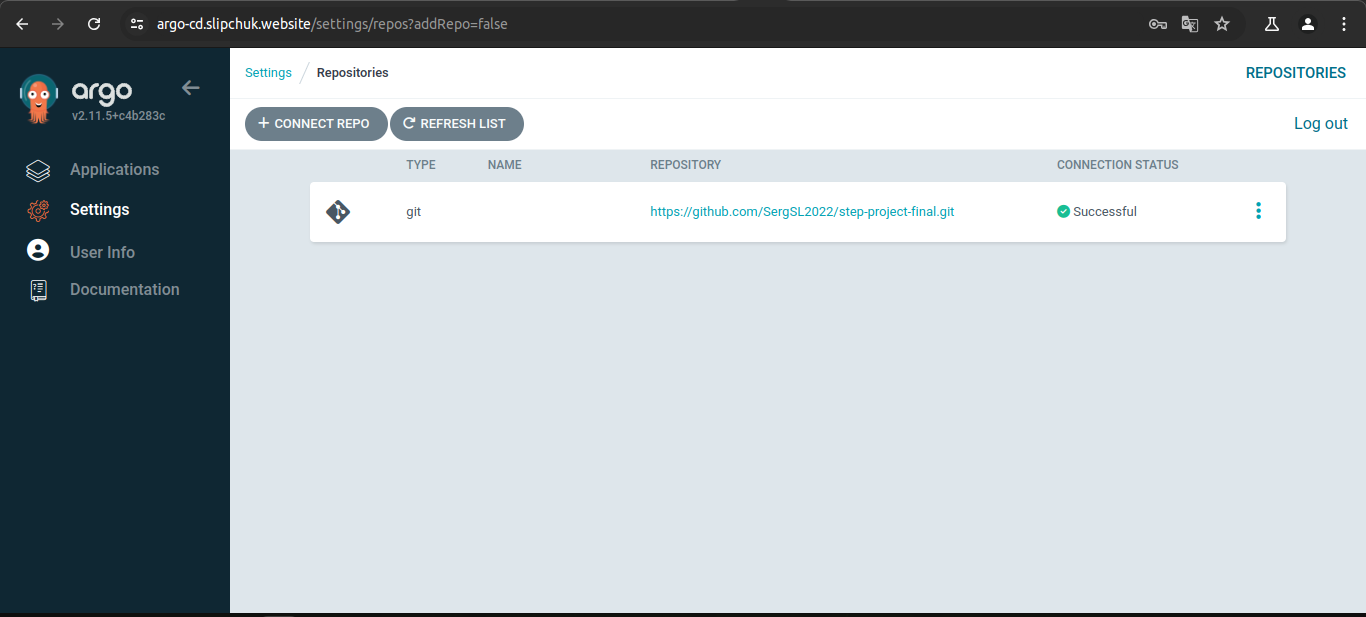 argo-cd.slipchuk.website/settings/repos?addRepo=false
argo
v2.11.5+c4b283c
Applications
Settings
User Info
Documentation
Settings / Repositories
REPOSITORIES
+ CONNECT REPO
REFRESH LIST
Log out
TYPE NAME REPOSITORY CONNECTION STATUS
git https://github.com/SergSL2022/step-project-final.git Successful